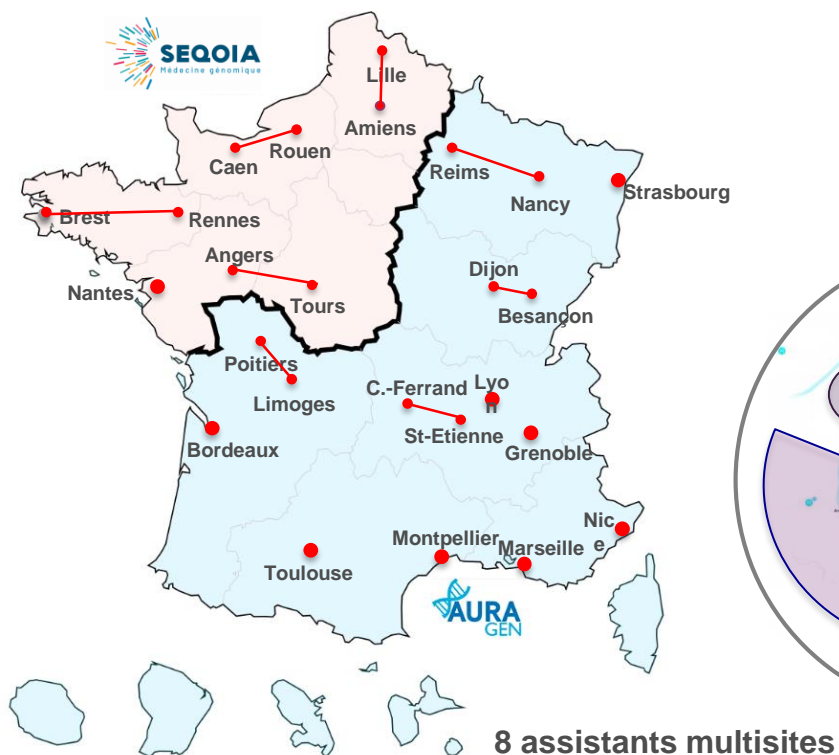 SEQOIA
Médecine génomique
Lille
Amiens
Rouen
Caen
Reims
Nancy
Strasbourg
Brest
Rennes
Angers
Nantes
Tours
Dijon
Besançon
Poitiers
Limoges
C.-Ferrand
Lyo
n
St-Etienne
Bordeaux
Grenoble
Nic
e
Montpellier
Marseille
Toulouse
AURA
GEN
8 assistants multisites